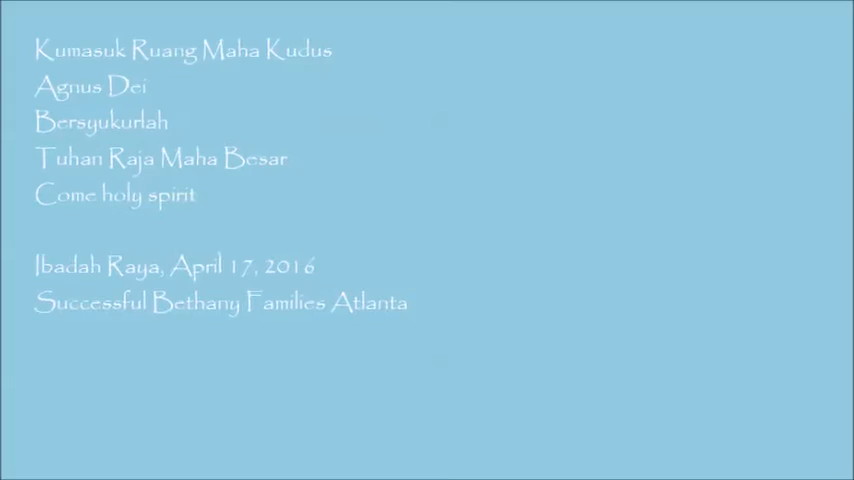 Kumasuk Ruang Maha Kudus
Agnus Dei
Bersyukurlah
Tuhan Raja Maha Besar
Come holy spirit
Ibadah Raya, April 17, 2016
Successful Bethany Families Atlanta